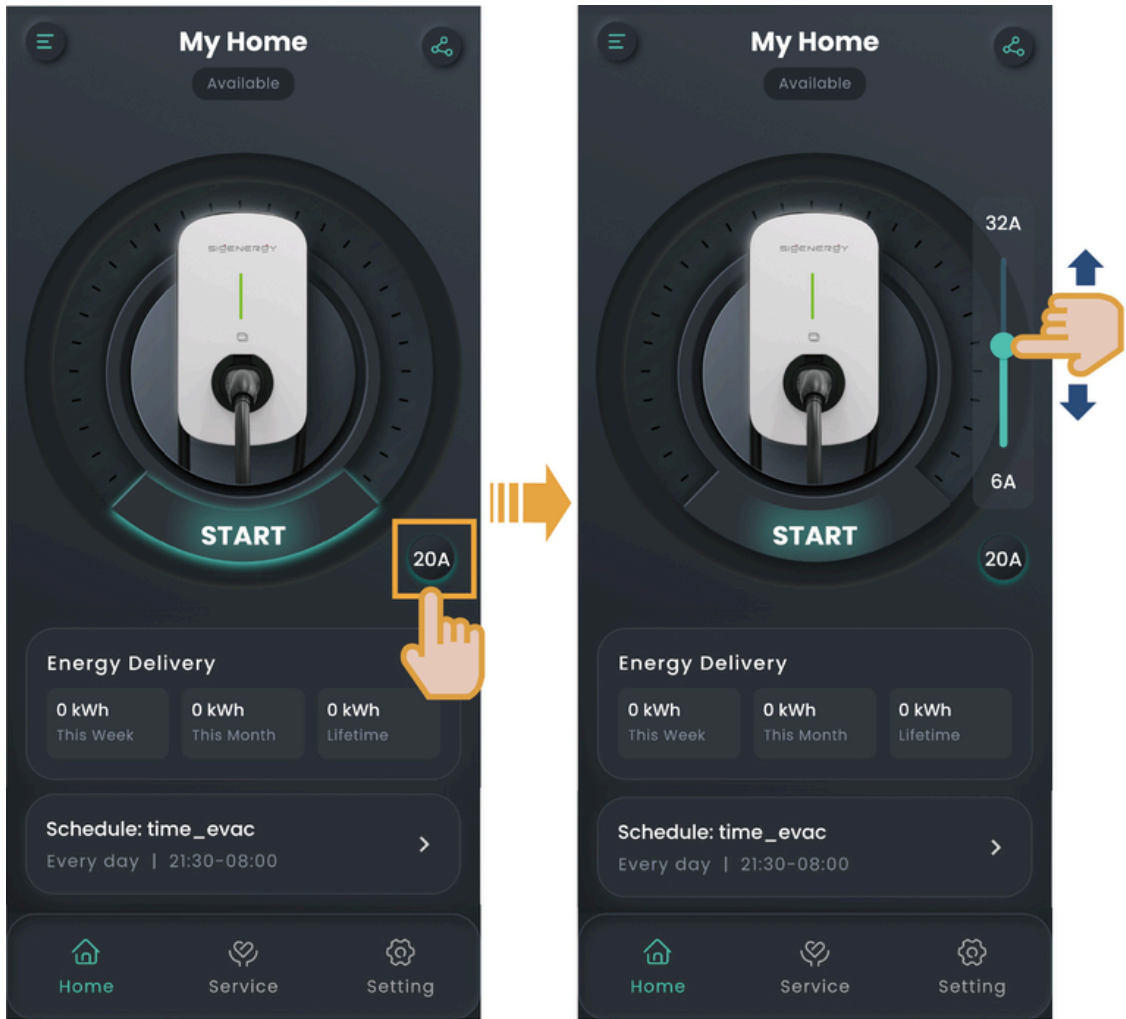 My Home
Available
SIGENERGY
START
20A
Energy Delivery
0 kWh 0 kWh 0 kWh
This Week This Month Lifetime
Schedule: time_evac
Every day | 21:30-08:00
Home Service Setting
My Home
Available
32A
SIGENERGY
6A
START
20A
Energy Delivery
0 kWh 0 kWh 0 kWh
This Week This Month Lifetime
Schedule: time_evac
Every day | 21:30-08:00
Home Service Setting